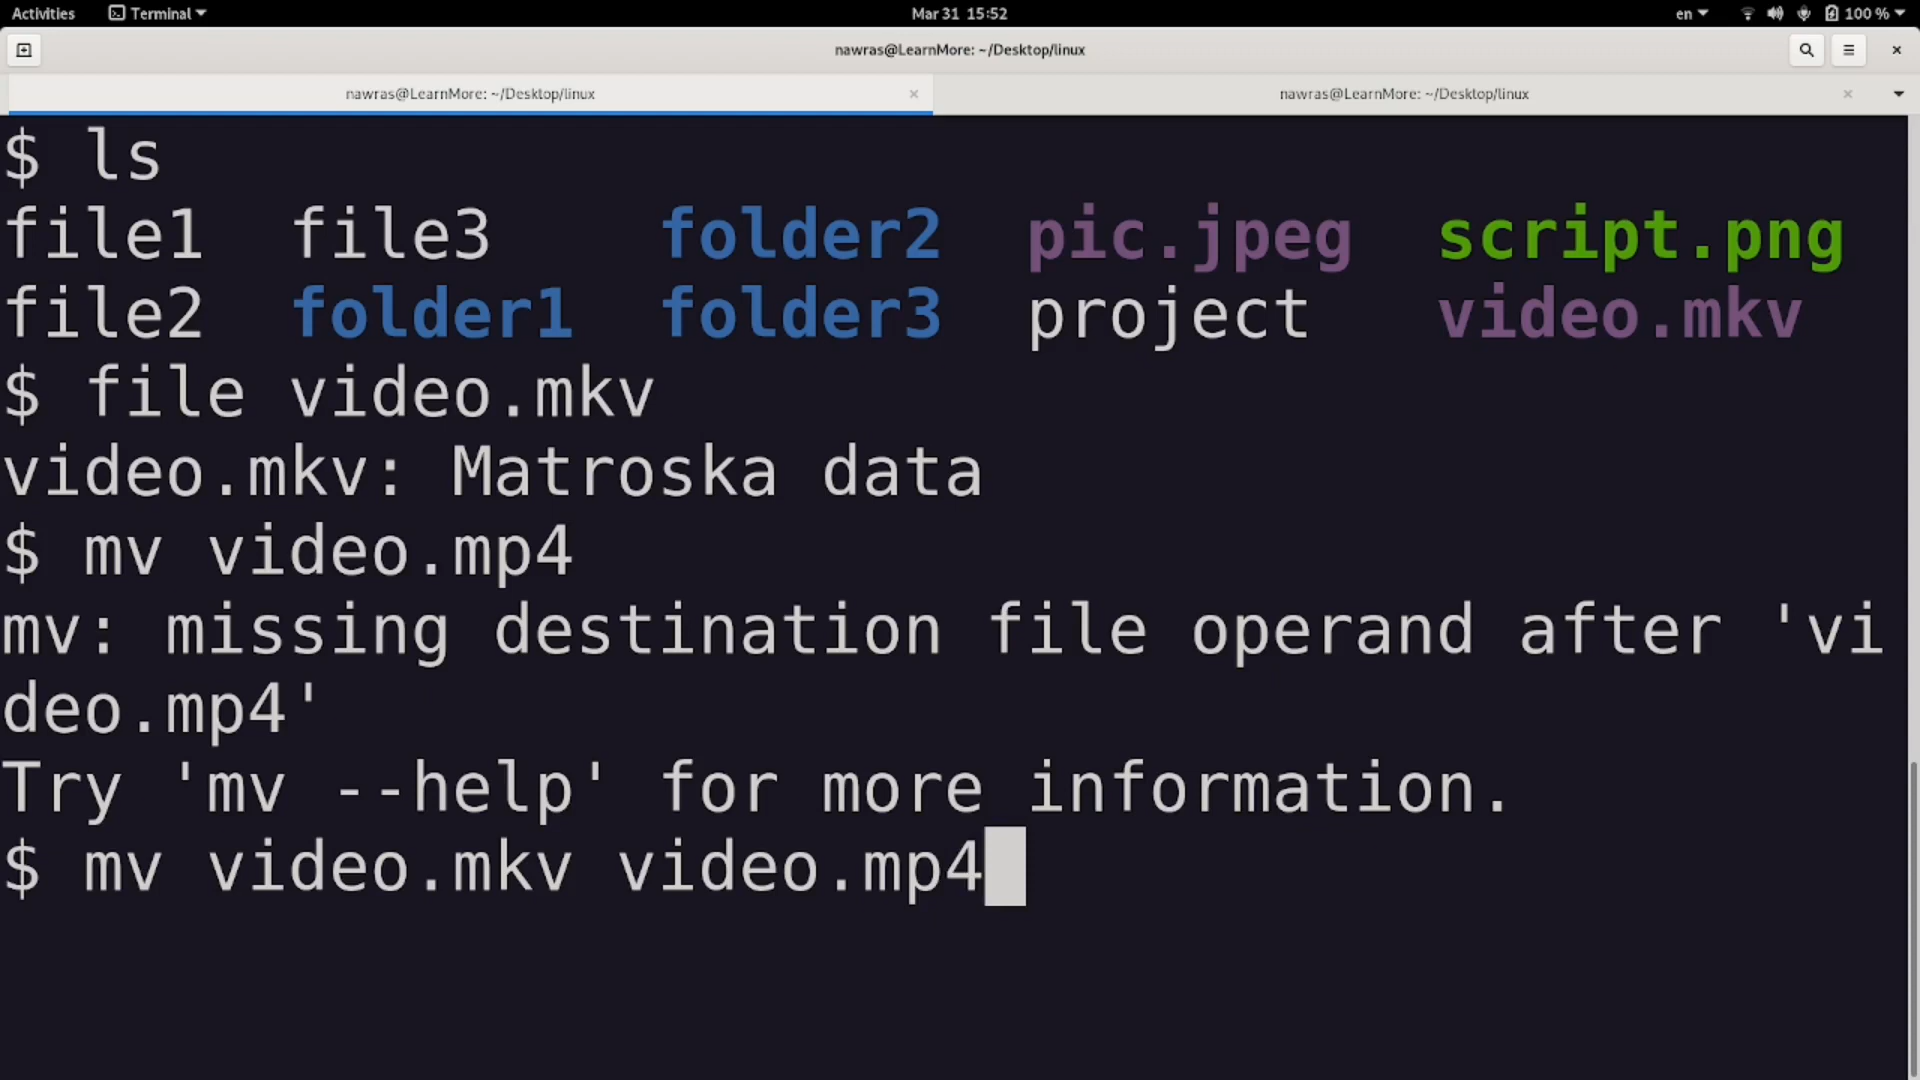 Activities Terminal Mar 31 15:52 en 100 %
nawras@LearnMore: ~/Desktop/linux
nawras@LearnMore: ~/Desktop/linux nawras@LearnMore: ~/Desktop/linux
$ ls
file1 file3 folder2 pic.jpeg script.png
file2 folder1 folder3 project video.mkv
$ file video.mkv
video.mkv: Matroska data
$ mv video.mp4
mv: missing destination file operand after 'vi
deo.mp4'
Try 'mv --help' for more information.
$ mv video.mkv video.mp4